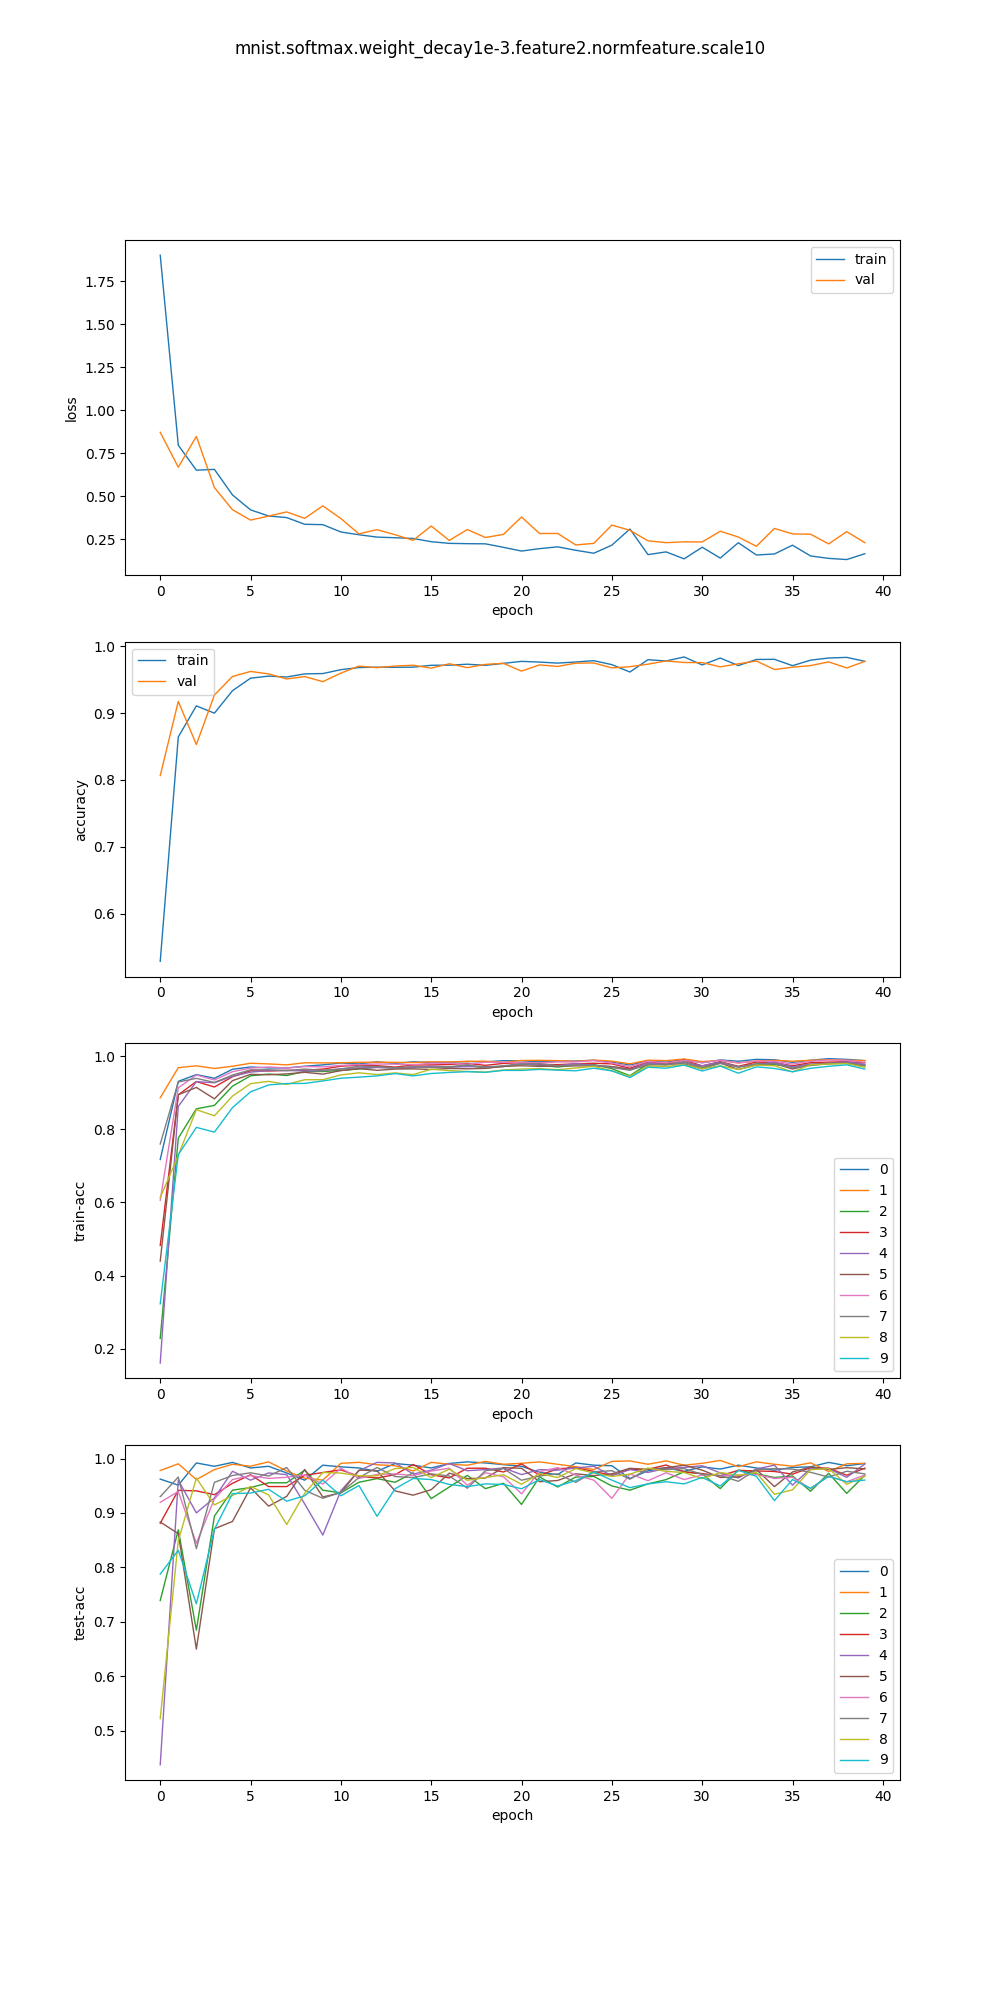 mnist.softmax.weight_decay1e-3.feature2.normfeature.scale10
train
val
1.75
1.50
1.25
1.00
0.75
0.50
0.25
loss
0 5 10 15 20 25 30 35 40
epoch
train
val
1.0
0.9
0.8
0.7
0.6
accuracy
0 5 10 15 20 25 30 35 40
epoch
1.0
0.8
0.6
0.4
0.2
train-acc
0
1
2
3
4
5
6
7
8
9
0 5 10 15 20 25 30 35 40
epoch
1.0
0.9
0.8
0.7
0.6
0.5
test-acc
0
1
2
3
4
5
6
7
8
9
0 5 10 15 20 25 30 35 40
epoch